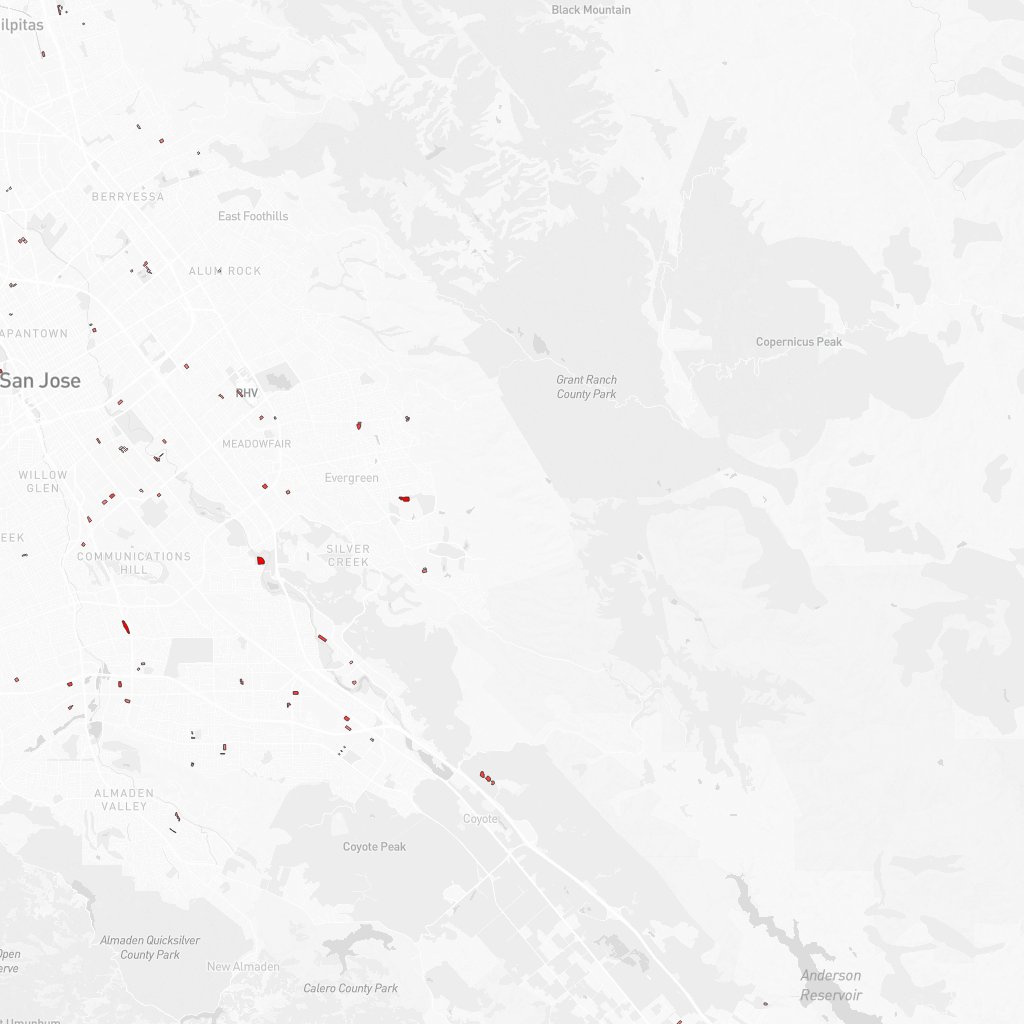 Black Mountain
ilpitas
BERRYESSA
East Foothills
ALUM ROCK
APANTOWN
Copernicus Peak
San Jose
Grant Ranch
County Park
RHV
MEADOWFAIR
WILLOW
GLEN
Evergreen
EEK
SILVER
CREEK
COMMUNICATIONS
HILL
ALMADEN
VALLEY
Coyote
Coyote Peak
Almaden Quicksilver
County Park
Open
erve
New Almaden
Calero County Park
Anderson
Reservoir
t Umunhum